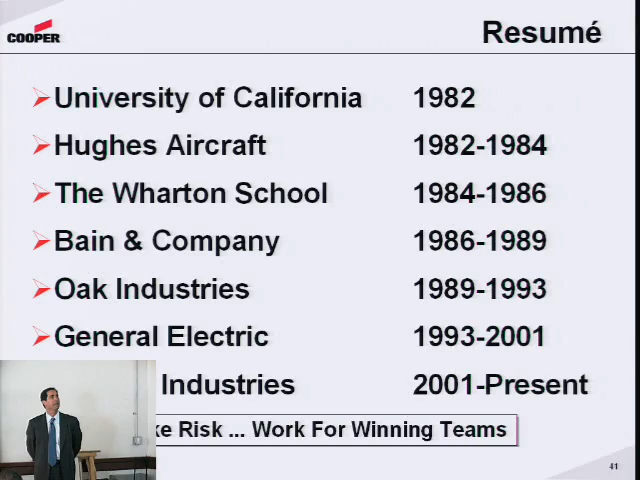 COOPER
Resumé
University of California 1982
Hughes Aircraft 1982-1984
The Wharton School 1984-1986
Bain & Company 1986-1989
Oak Industries 1989-1993
General Electric 1993-2001
Industries 2001-Present
Risk ... Work For Winning Teams
41